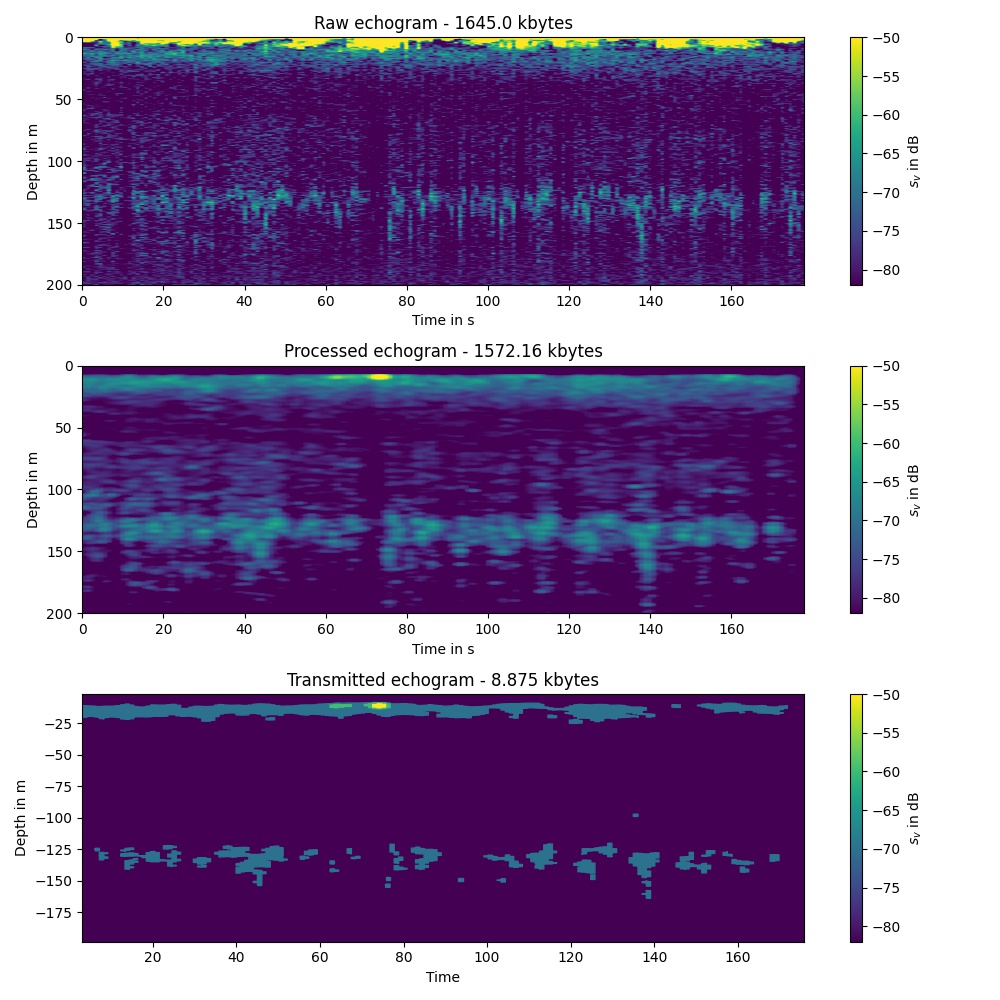 Raw echogram - 1645.0 kbytes
0
50
100
150
200
Depth in m
0 20 40 60 80 100 120 140 160
Time in s
−50
−55
−60
−65
−70
−75
−80
s_v in dB
Processed echogram - 1572.16 kbytes
0
50
100
150
200
Depth in m
0 20 40 60 80 100 120 140 160
Time in s
−50
−55
−60
−65
−70
−75
−80
s_v in dB
Transmitted echogram - 8.875 kbytes
−25
−50
−75
−100
−125
−150
−175
Depth in m
20 40 60 80 100 120 140 160
Time
−50
−55
−60
−65
−70
−75
−80
s_v in dB